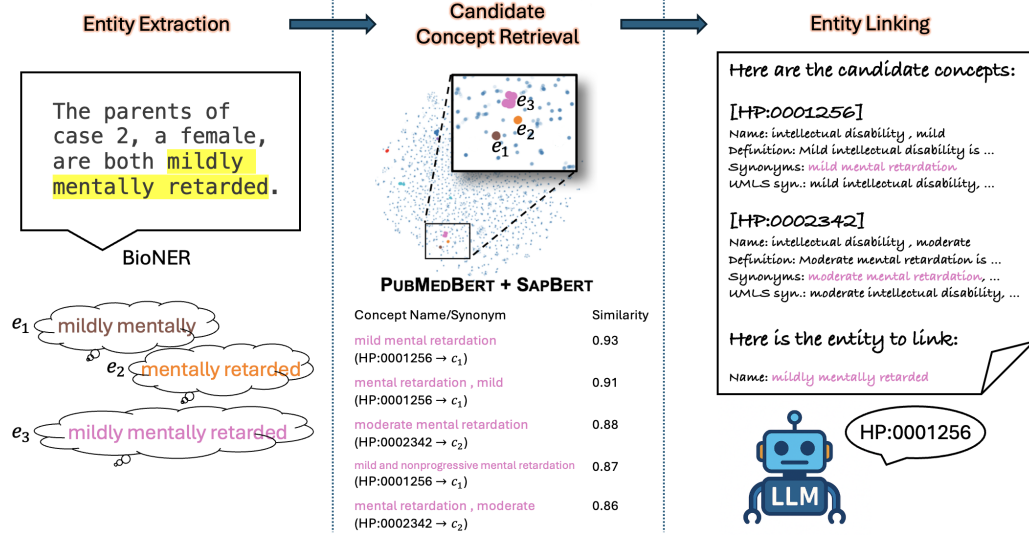 Entity Extraction
The parents of
case 2, a female,
are both mildly
mentally retarded.
BioNER
e1 mildly mentally
e2 mentally retarded
e3 mildly mentally retarded
Candidate
Concept Retrieval
e3
e2
e1
PUBMEDBERT + SAPBERT
Concept Name/Synonym Similarity
mild mental retardation 0.93
(HP:0001256 → c1)
mental retardation , mild 0.91
(HP:0001256 → c1)
moderate mental retardation 0.88
(HP:0002342 → c2)
mild and nonprogressive mental retardation 0.87
(HP:0001256 → c1)
mental retardation , moderate 0.86
(HP:0002342 → c2)
Entity Linking
Here are the candidate concepts:
[HP:0001256]
Name: intellectual disability , mild
Definition: Mild intellectual disability is ...
Synonyms: mild mental retardation
UMLS syn.: mild intellectual disability, ...
[HP:0002342]
Name: intellectual disability , moderate
Definition: Moderate mental retardation is ...
Synonyms: moderate mental retardation, ...
UMLS syn.: moderate intellectual disability, ...
Here is the entity to link:
Name: mildly mentally retarded
HP:0001256
LLM